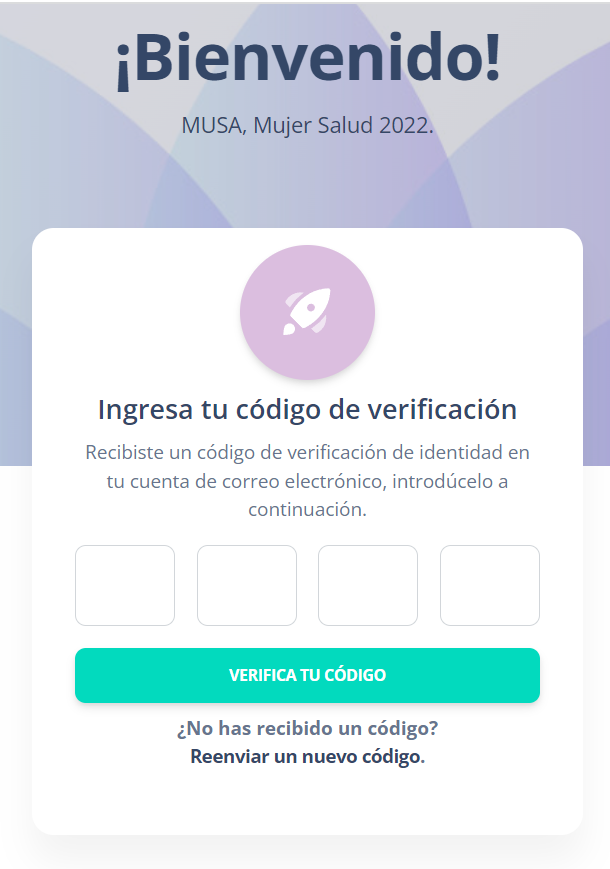 ¡Bienvenido!
MUSA, Mujer Salud 2022.
Ingresa tu código de verificación
Recibiste un código de verificación de identidad en
tu cuenta de correo electrónico, introdúcelo a
continuación.
VERIFICA TU CÓDIGO
¿No has recibido un código?
Reenviar un nuevo código.